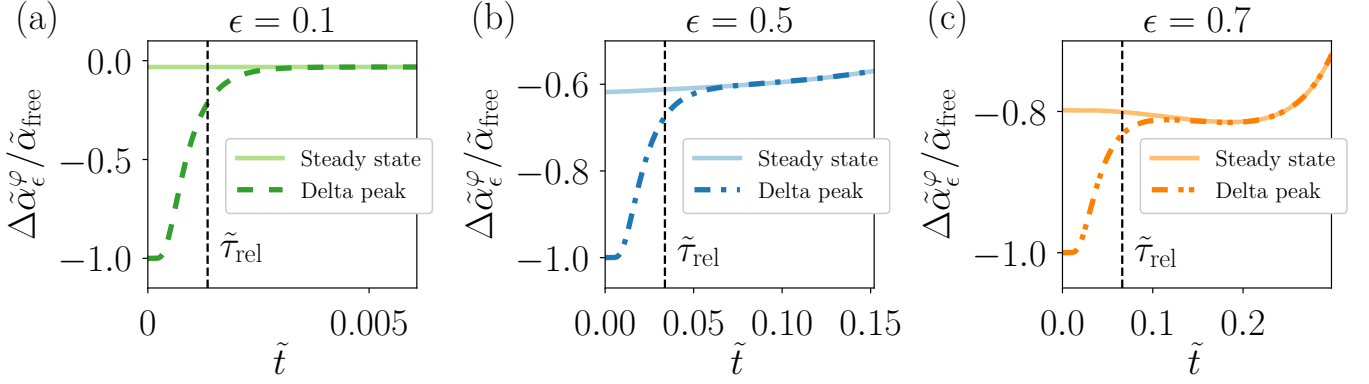 (a)
ϵ = 0.1
Δα̃_ϵ^φ/α̃_free
0.0
−0.5
−1.0
Steady state
Delta peak
τ̃_rel
0
0.005
t̃
(b)
ϵ = 0.5
Δα̃_ϵ^φ/α̃_free
−0.6
−0.8
−1.0
Steady state
Delta peak
τ̃_rel
0.00
0.05
0.10
0.15
t̃
(c)
ϵ = 0.7
Δα̃_ϵ^φ/α̃_free
−0.8
−1.0
Steady state
Delta peak
τ̃_rel
0.0
0.1
0.2
t̃